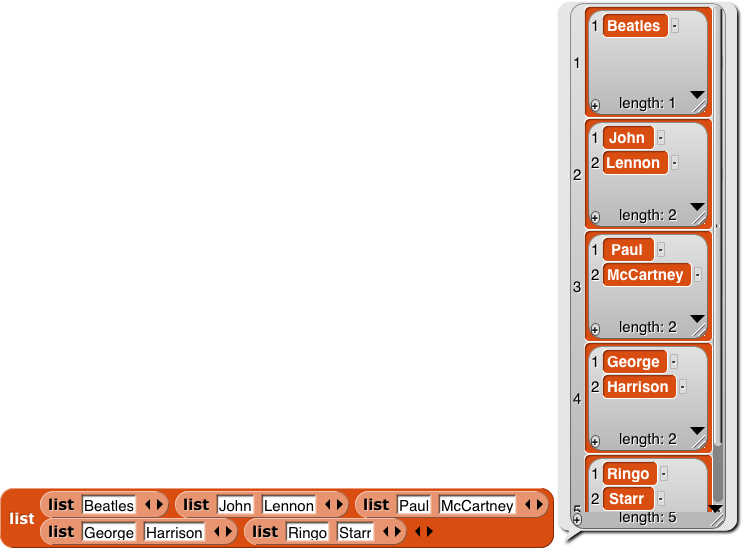 1 Beatles -
1
+ length: 1
1 John -
2 Lennon -
2
+ length: 2
1 Paul -
2 McCartney -
3
+ length: 2
1 George -
2 Harrison -
4
+ length: 2
1 Ringo -
2 Starr -
5
+ length: 5
list list Beatles list John Lennon list Paul McCartney
list George Harrison list Ringo Starr